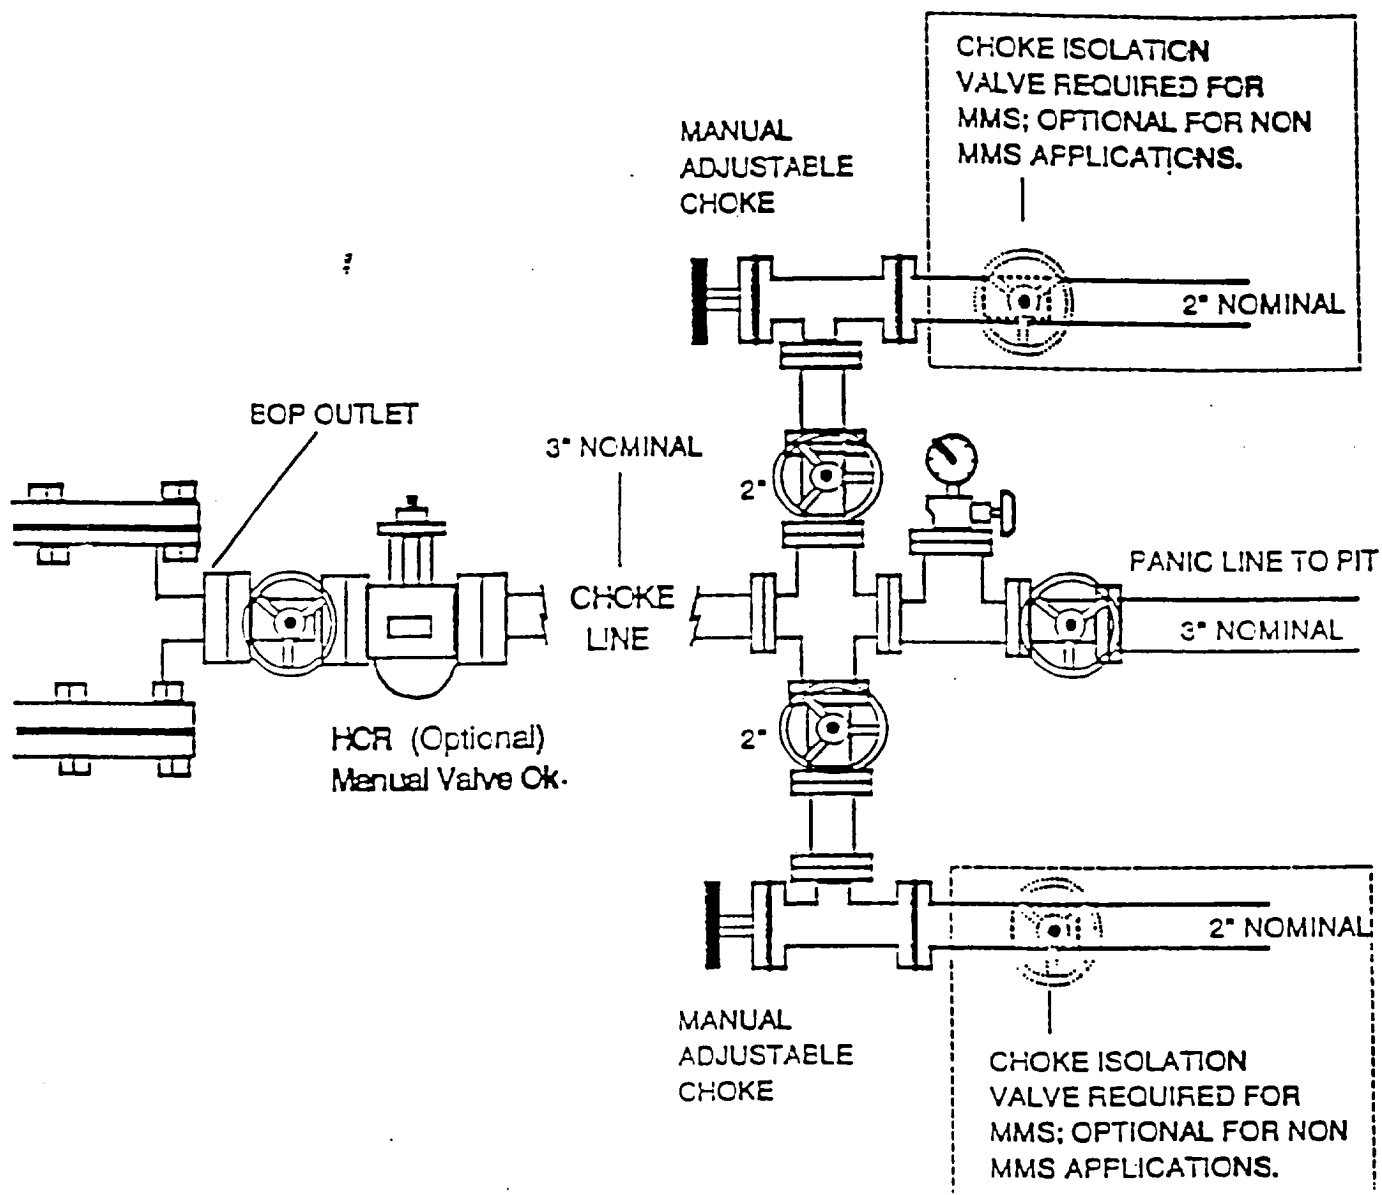 CHOKE ISOLATION
VALVE REQUIRED FOR
MMS; OPTIONAL FOR NON
MMS APPLICATIONS.
MANUAL
ADJUSTABLE
CHOKE
2" NOMINAL
BOP OUTLET
3" NOMINAL
2"
PANIC LINE TO PIT
CHOKE
LINE
3" NOMINAL
HCR (Optional)
Manual Valve Ok.
2"
2" NOMINAL
MANUAL
ADJUSTABLE
CHOKE
CHOKE ISOLATION
VALVE REQUIRED FOR
MMS; OPTIONAL FOR NON
MMS APPLICATIONS.